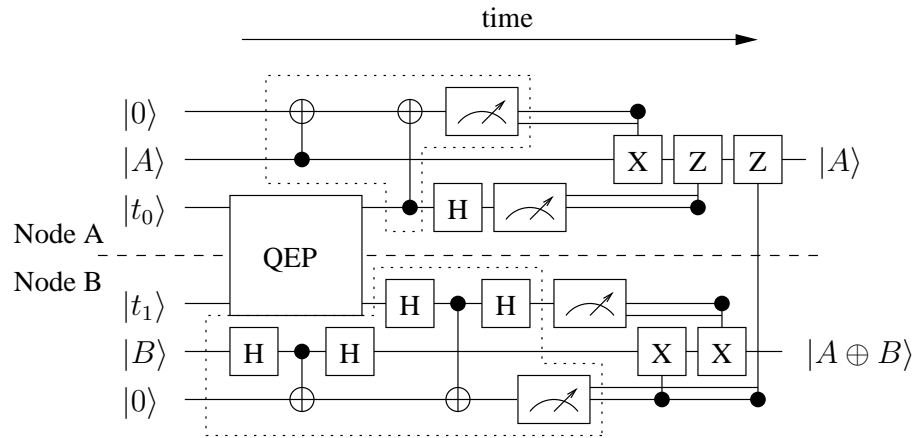 time
|0⟩
|A⟩ X Z Z |A⟩
|t₀⟩ H
Node A
QEP
Node B
|t₁⟩ H H
|B⟩ H H X X |A ⊕ B⟩
|0⟩